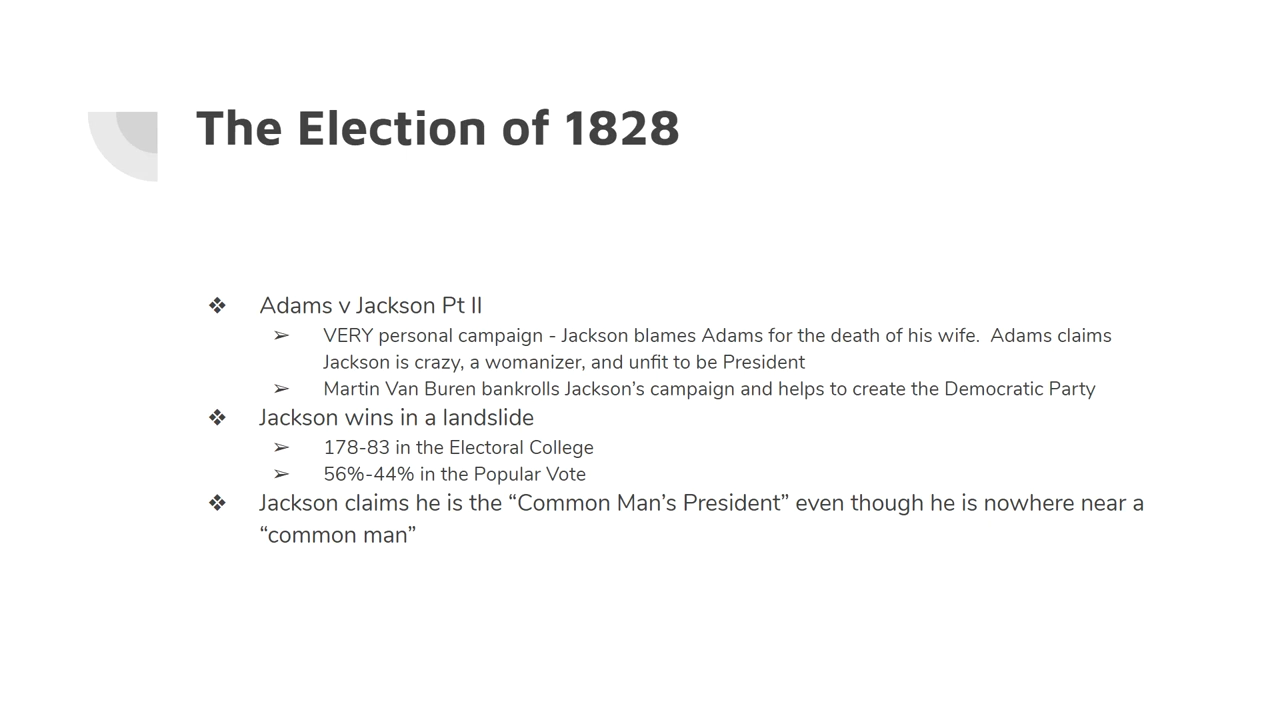 The Election of 1828
❖ Adams v Jackson Pt II
➢ VERY personal campaign - Jackson blames Adams for the death of his wife.  Adams claims
Jackson is crazy, a womanizer, and unfit to be President
➢ Martin Van Buren bankrolls Jackson’s campaign and helps to create the Democratic Party
❖ Jackson wins in a landslide
➢ 178-83 in the Electoral College
➢ 56%-44% in the Popular Vote
❖ Jackson claims he is the “Common Man’s President” even though he is nowhere near a
“common man”